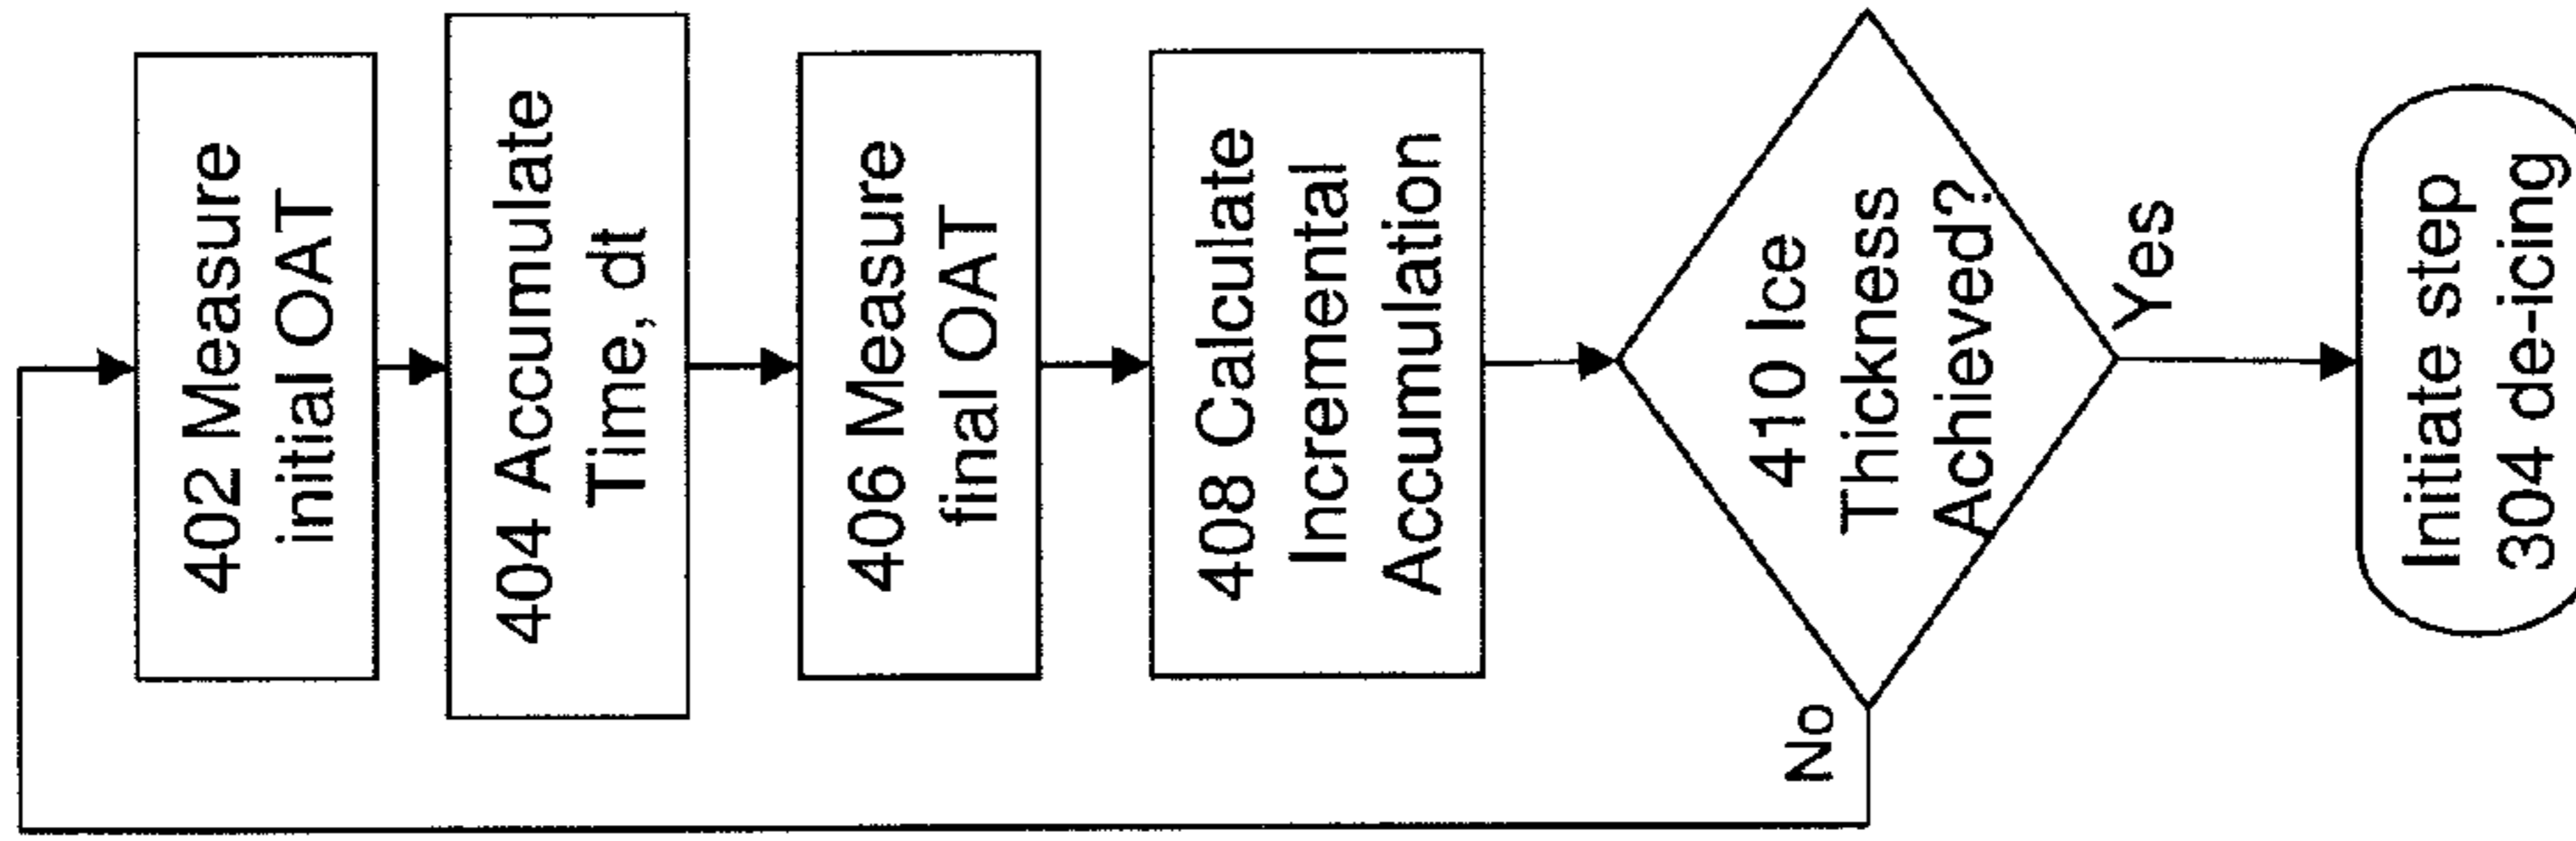 402 Measure
initial OAT
404 Accumulate
Time, dt
406 Measure
final OAT
408 Calculate
Incremental
Accumulation
410 Ice
Thickness
Achieved?
No
Yes
Initiate step
304 de-icing